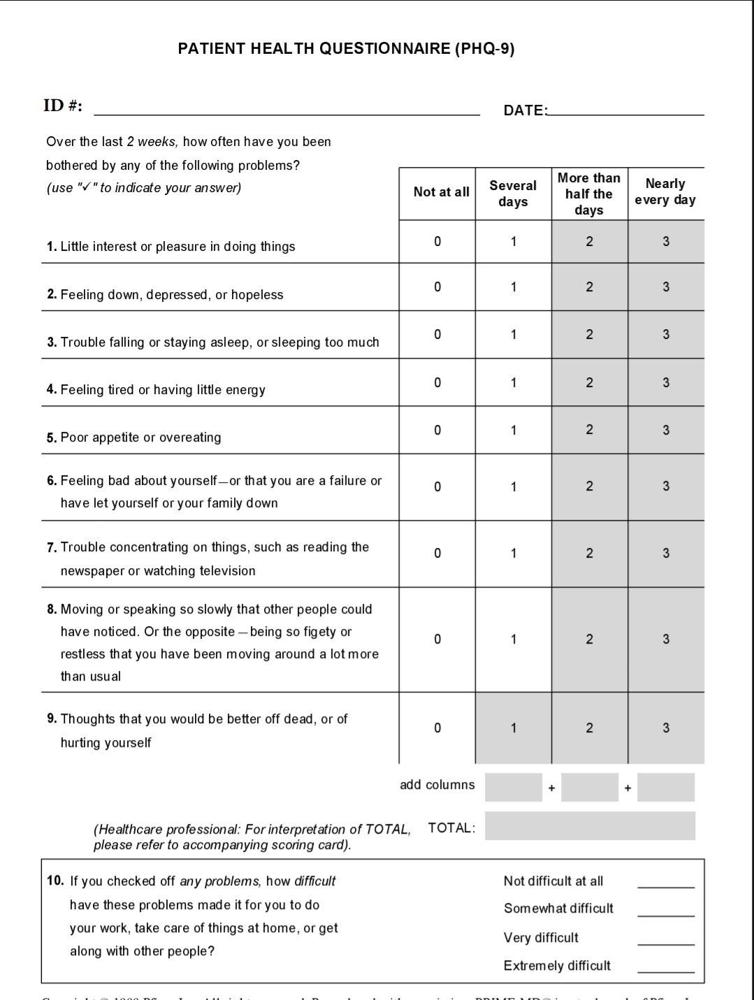 PATIENT HEALTH QUESTIONNAIRE (PHQ-9)
ID #:
DATE:
Over the last 2 weeks, how often have you been
bothered by any of the following problems?
(use "✓" to indicate your answer)
Not at all
Several
days
More than
half the
days
Nearly
every day
1. Little interest or pleasure in doing things 0 1 2 3
2. Feeling down, depressed, or hopeless 0 1 2 3
3. Trouble falling or staying asleep, or sleeping too much 0 1 2 3
4. Feeling tired or having little energy 0 1 2 3
5. Poor appetite or overeating 0 1 2 3
6. Feeling bad about yourself—or that you are a failure or
have let yourself or your family down
0 1 2 3
7. Trouble concentrating on things, such as reading the
newspaper or watching television
0 1 2 3
8. Moving or speaking so slowly that other people could
have noticed. Or the opposite —being so figety or
restless that you have been moving around a lot more
than usual
0 1 2 3
9. Thoughts that you would be better off dead, or of
hurting yourself
0 1 2 3
add columns + +
(Healthcare professional: For interpretation of TOTAL,
please refer to accompanying scoring card).
TOTAL:
10. If you checked off any problems, how difficult
have these problems made it for you to do
your work, take care of things at home, or get
along with other people?
Not difficult at all
Somewhat difficult
Very difficult
Extremely difficult